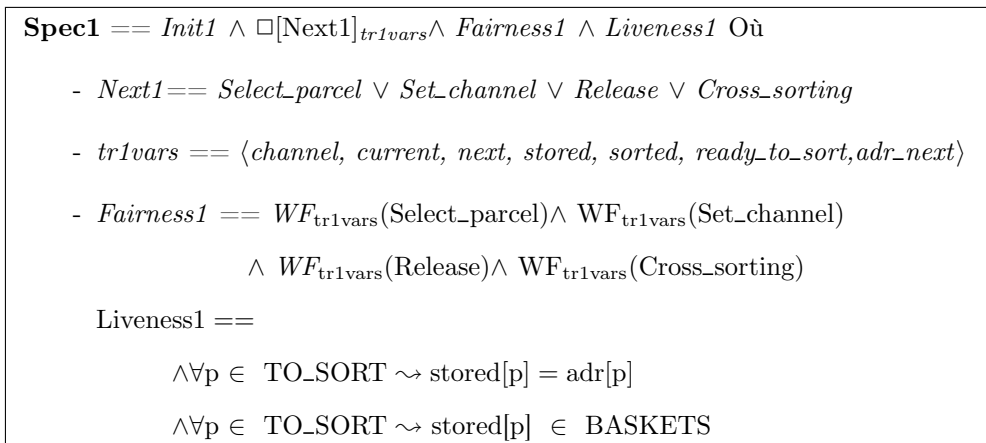 Spec1 == Init1 ∧ □[Next1]tr1vars∧ Fairness1 ∧ Liveness1 Où
- Next1== Select_parcel ∨ Set_channel ∨ Release ∨ Cross_sorting
- tr1vars == ⟨channel, current, next, stored, sorted, ready_to_sort,adr_next⟩
- Fairness1 == WFtr1vars(Select_parcel)∧ WFtr1vars(Set_channel)
∧ WFtr1vars(Release)∧ WFtr1vars(Cross_sorting)
Liveness1 ==
∧∀p ∈ TO_SORT ⇝ stored[p] = adr[p]
∧∀p ∈ TO_SORT ⇝ stored[p] ∈ BASKETS